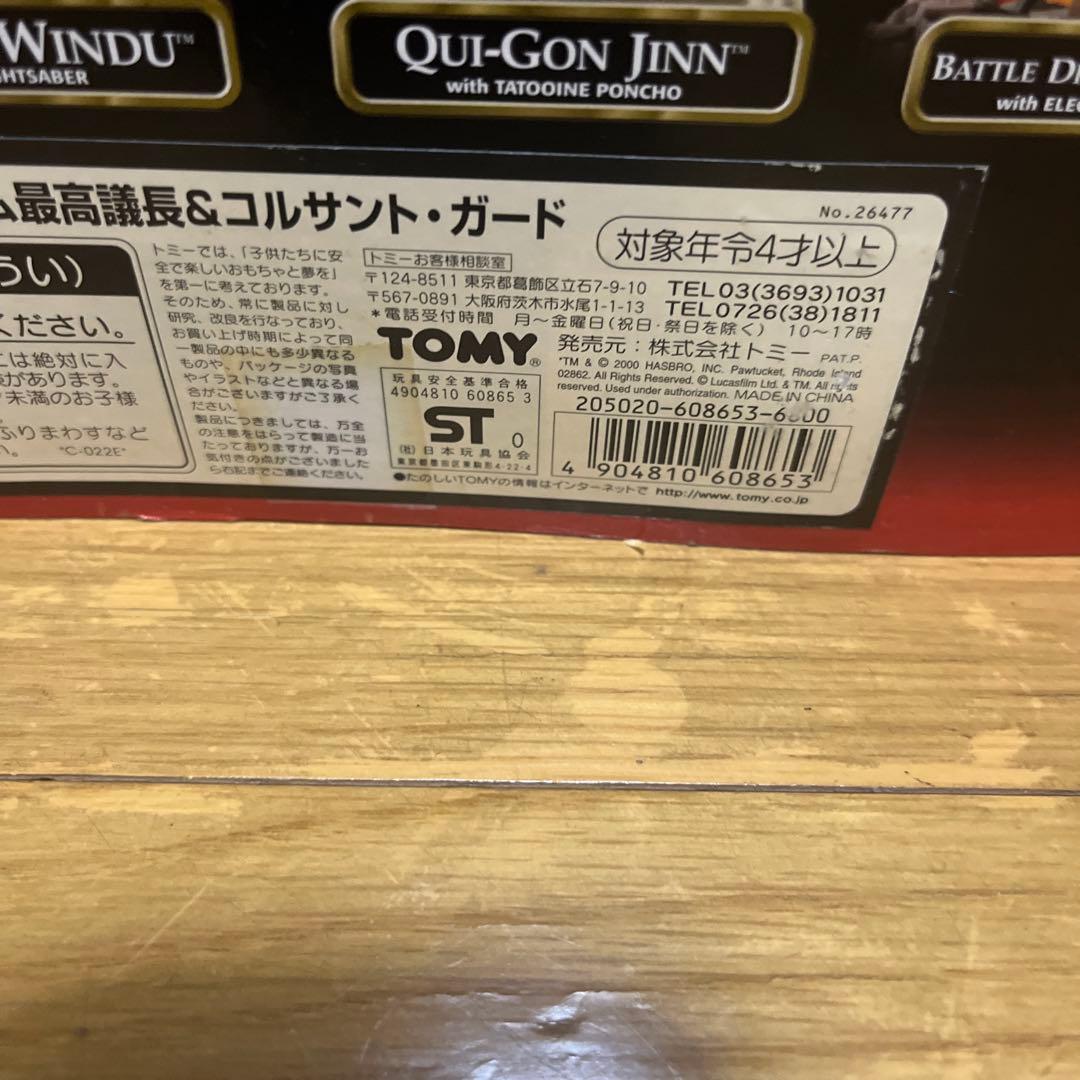 WINDU™
QUI-GON JINN™
with TATOOINE PONCHO
BATTLE
with
最高議長&コルサント・ガード
No.26477
対象年令4才以上
うい)
ください。
は絶対に入
があります。
未満のお子様
ふりまわすなど
"C-022E"
トミーでは、「子供たちに安
全で楽しいおもちゃと夢を」
を第一に考えております。
そのため、常に製品に対し
研究、改良を行なっており、
お買い上げ時期によって同
一製品の中にも多少異なる
ものや、パッケージの写真
やイラストなどと異なる場
合がございますがご了承く
ださい。
製品につきましては、万全
の注意をはらって製造に当
たっておりますが、万一お
気付きの点がございました
ら右記までご連絡ください。
トミーお客様相談室
〒124-8511 東京都葛飾区立石7-9-10 TEL03(3693)1031
〒567-0891 大阪府茨木市水尾1-1-13 TEL0726(38)1811
*電話受付時間 月~金曜日(祝日・祭日を除く) 10~17時
TOMY®
発売元:株式会社トミー PAT.P.
"TM & © 2000 HASBRO, INC. Pawtucket, Rhode Island
02862. All Rights Reserved. © Lucasfilm Ltd. & TM. All rights
reserved. Used under authorization. MADE IN CHINA
玩具安全基準合格
4904810 60865 3
ST 0
(社)日本玩具協会
東京都墨田区東駒形4-22-4
4 904810 608653
●たのしいTOMYの情報はインターネットで http://www.tomy.co.jp